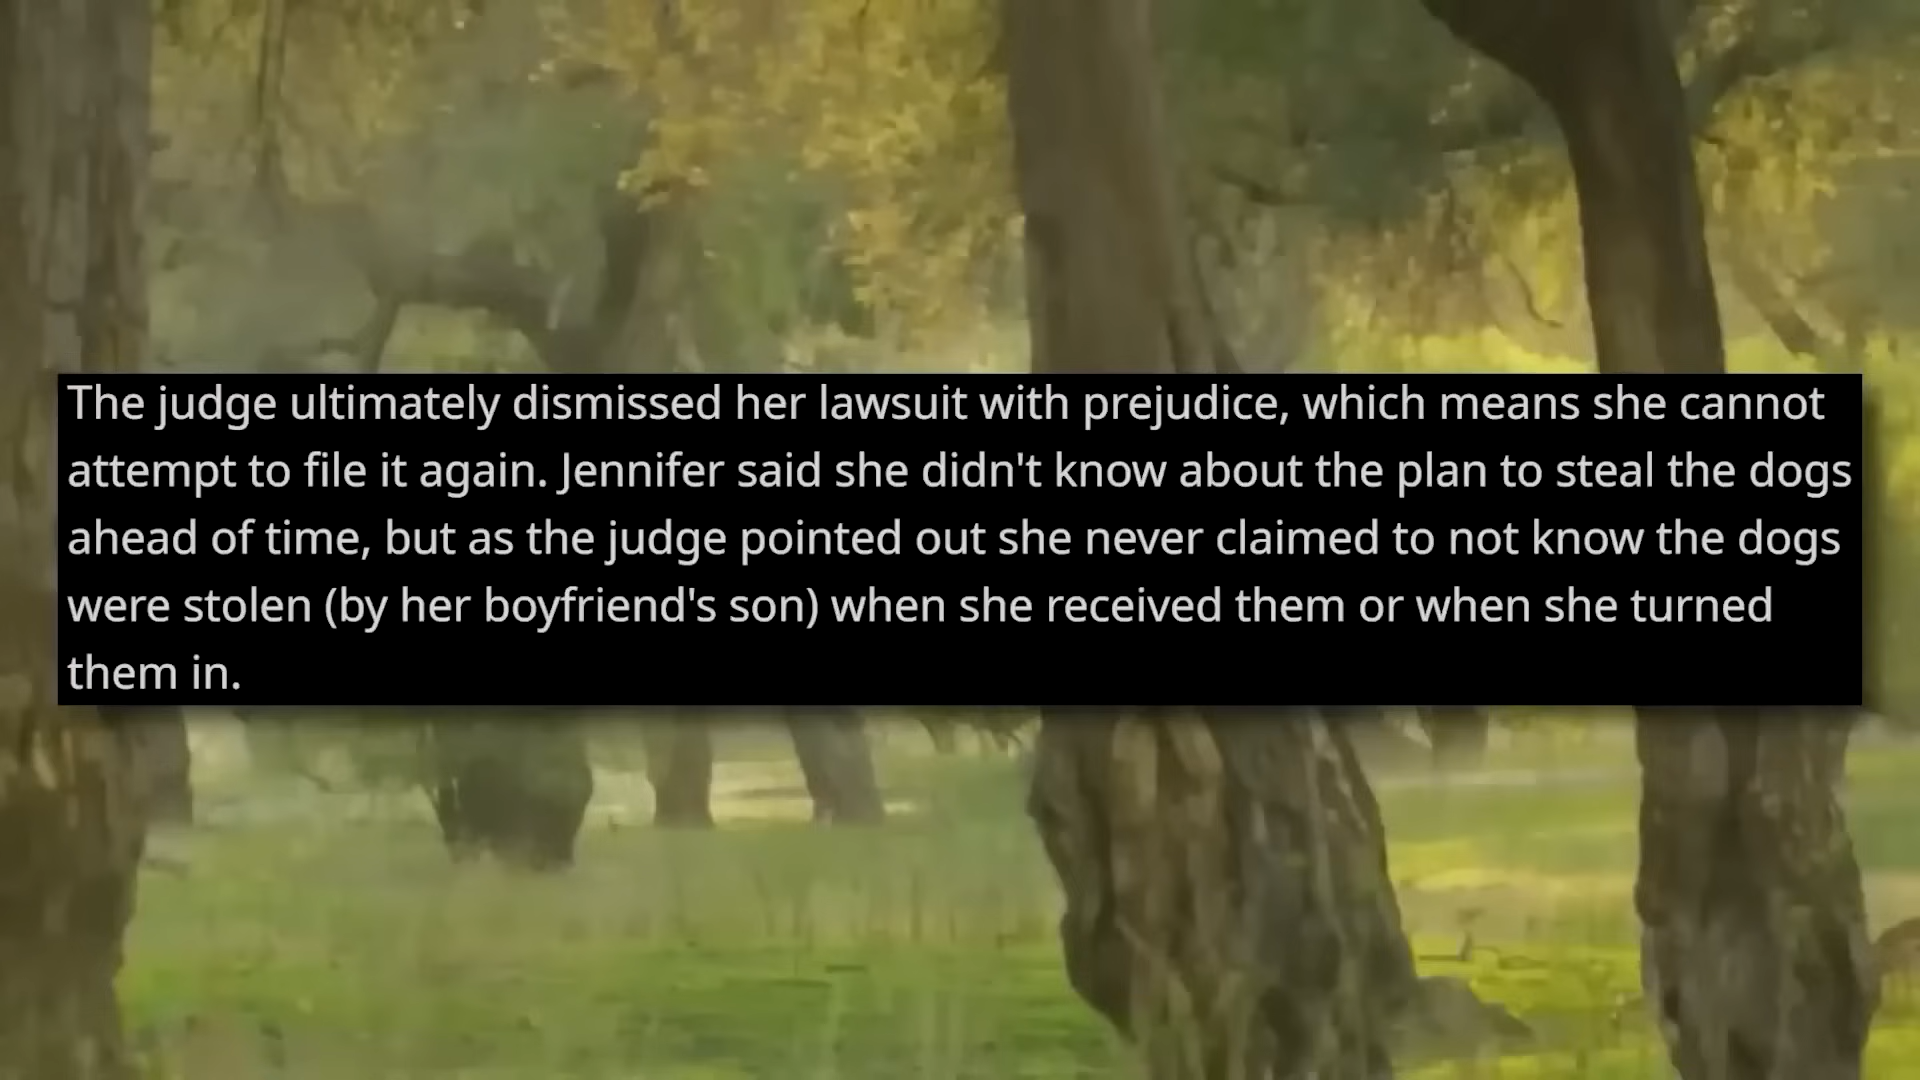 The judge ultimately dismissed her lawsuit with prejudice, which means she cannot
attempt to file it again. Jennifer said she didn't know about the plan to steal the dogs
ahead of time, but as the judge pointed out she never claimed to not know the dogs
were stolen (by her boyfriend's son) when she received them or when she turned
them in.